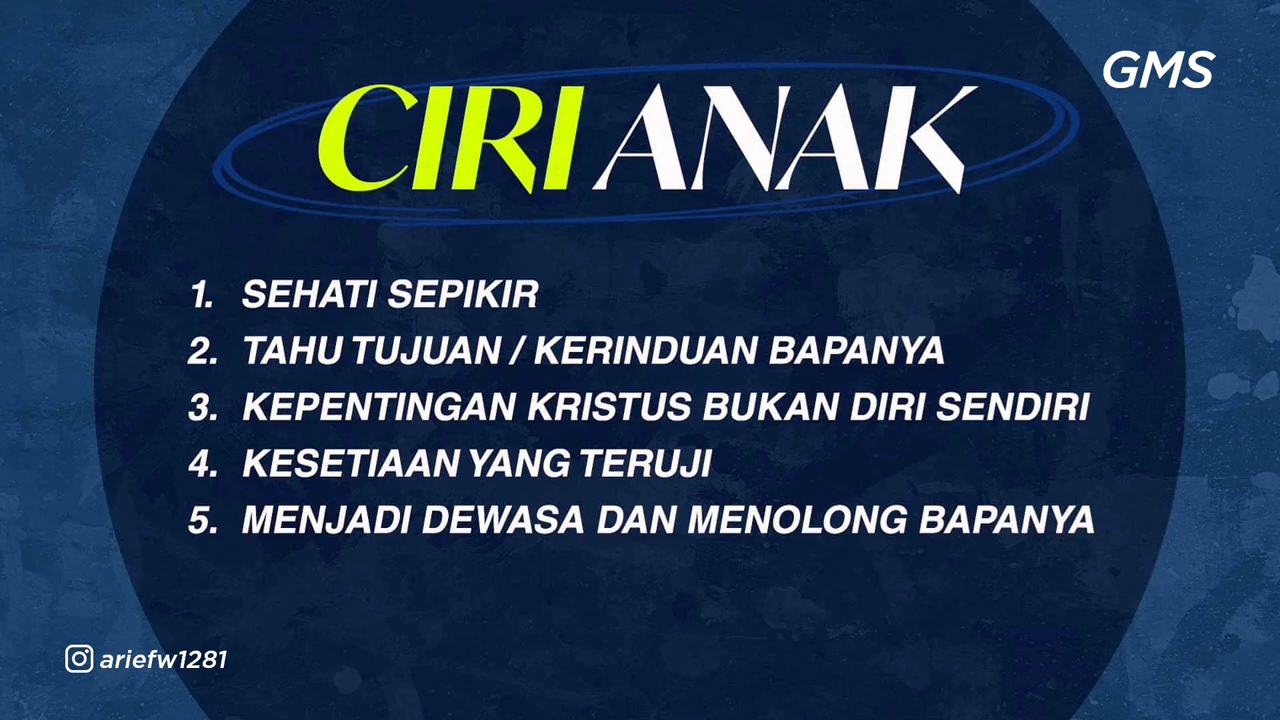 GMS
CIRI ANAK
1. SEHATI SEPIKIR
2. TAHU TUJUAN / KERINDUAN BAPANYA
3. KEPENTINGAN KRISTUS BUKAN DIRI SENDIRI
4. KESETIAAN YANG TERUJI
5. MENJADI DEWASA DAN MENOLONG BAPANYA
ariefw1281